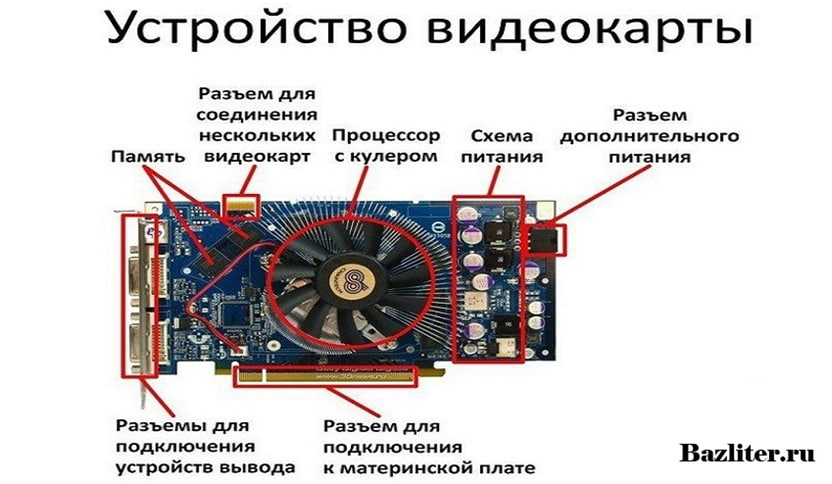 Устройство видеокарты
Разъем для
соединения
нескольких
видеокарт
Память
Процессор
с кулером
Схема
питания
Разъем
дополнительного
питания
Разъемы для
подключения
устройств вывода
Разъем для
подключения
к материнской плате
Bazliter.ru